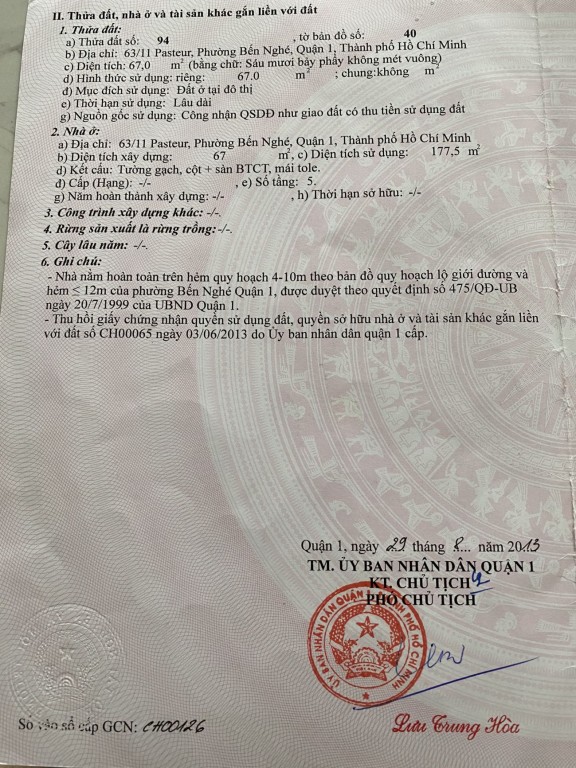 II. Thửa đất, nhà ở và tài sản khác gắn liền với đất
1. Thửa đất:
a) Thửa đất số: 94 , tờ bản đồ số: 40
b) Địa chỉ: 63/11 Pasteur, Phường Bến Nghé, Quận 1, Thành phố Hồ Chí Minh
c) Diện tích: 67,0 m² (bằng chữ: Sáu mươi bảy phẩy không mét vuông)
d) Hình thức sử dụng: riêng: 67.0 m² ; chung:không m²
đ) Mục đích sử dụng: Đất ở tại đô thị
e) Thời hạn sử dụng: Lâu dài
g) Nguồn gốc sử dụng: Công nhận QSDĐ như giao đất có thu tiền sử dụng đất
2. Nhà ở:
a) Địa chỉ: 63/11 Pasteur, Phường Bến Nghé, Quận 1, Thành phố Hồ Chí Minh
b) Diện tích xây dựng: 67 m², c) Diện tích sử dụng: 177,5 m²
d) Kết cấu: Tường gạch, cột + sàn BTCT, mái tole.
đ) Cấp (Hạng): -/- , e) Số tầng: 5.
g) Năm hoàn thành xây dựng: -/- , h) Thời hạn sở hữu: -/-
3. Công trình xây dựng khác: -/-.
4. Rừng sản xuất là rừng trồng:-/-.
5. Cây lâu năm: -/-.
6. Ghi chú:
- Nhà nằm hoàn toàn trên hẻm quy hoạch 4-10m theo bản đồ quy hoạch lộ giới đường và
hẻm ≤ 12m của phường Bến Nghé Quận 1, được duyệt theo quyết định số 475/QĐ-UB
ngày 20/7/1999 của UBND Quận 1.
- Thu hồi giấy chứng nhận quyền sử dụng đất, quyền sở hữu nhà ở và tài sản khác gắn liền
với đất số CH00065 ngày 03/06/2013 do Ủy ban nhân dân quận 1 cấp.
Quận 1, ngày 29 tháng 8... năm 2013
TM. ỦY BAN NHÂN DÂN QUẬN 1
KT. CHỦ TỊCH
PHÓ CHỦ TỊCH
ỦY BAN NHÂN DÂN QUẬN THÀNH PHỐ HỒ CHÍ MINH
Số vào sổ cấp GCN: CH00126
Lưu Trung Hòa